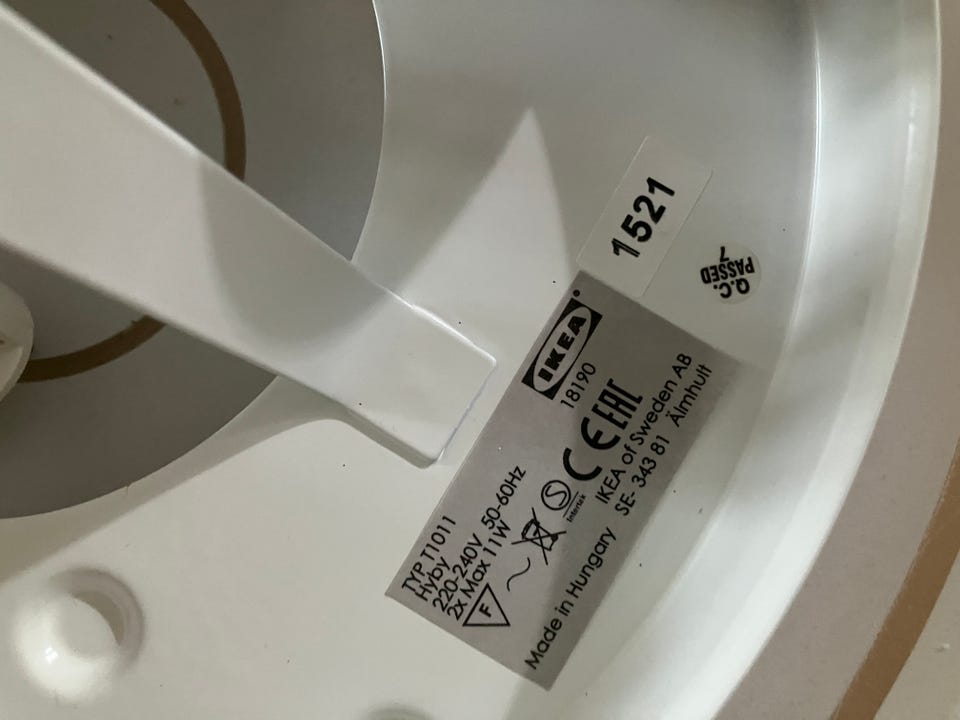 1521
Q.C.
PASSED
7
IKEA®
18190
TYP T1011
Hyby
220-240V 50-60Hz
2x Max 11W
F
S
Intertek
CE EAC
Made in Hungary
IKEA of Sweden AB
SE- 343 81 Älmhult